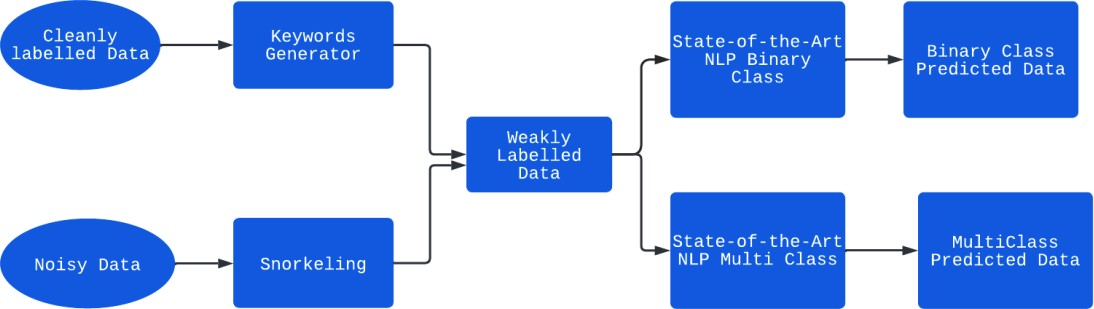 Cleanly
labelled Data
Keywords
Generator
State-of-the-Art
NLP Binary
Class
Binary Class
Predicted Data
Weakly
Labelled
Data
Noisy Data
Snorkeling
State-of-the-Art
NLP Multi Class
MultiClass
Predicted Data